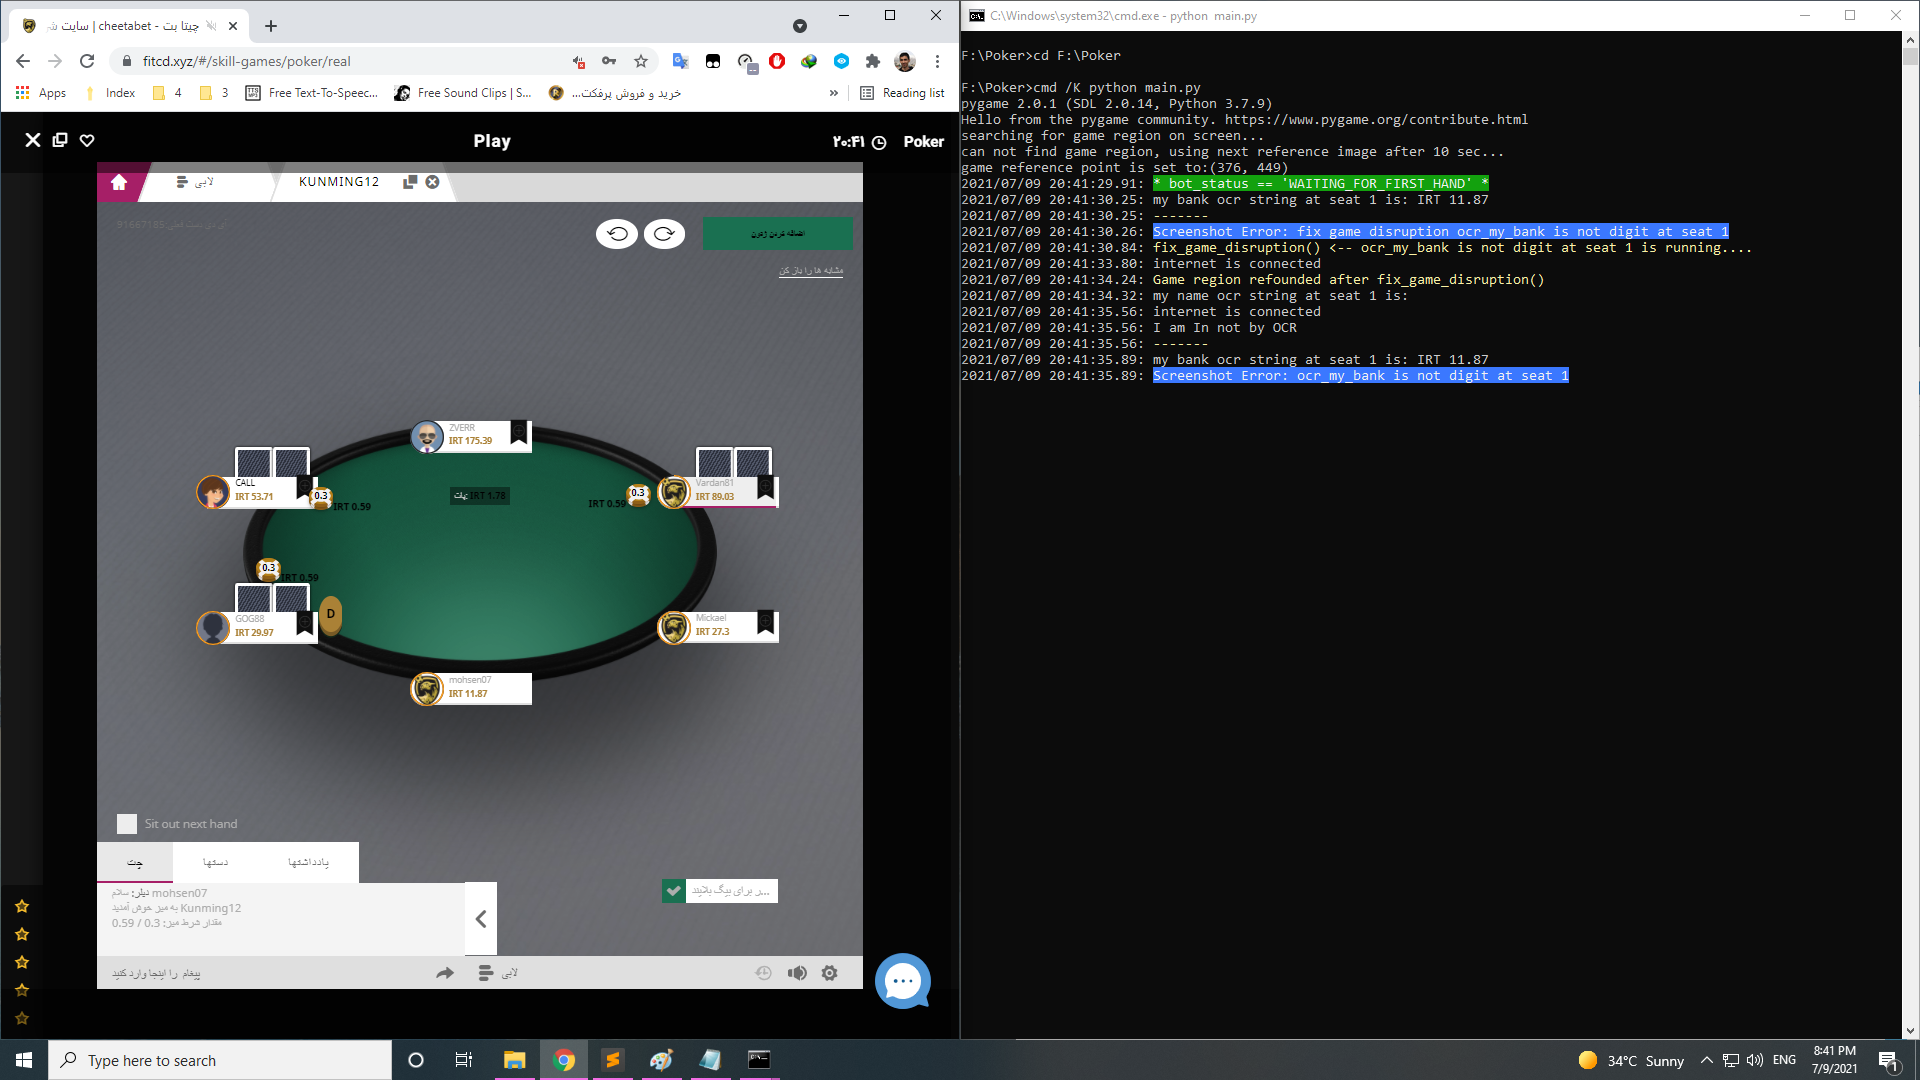 چیتا بت - cheetabet | سایت شر
fitcd.xyz/#/skill-games/poker/real
Apps
Index
4
3
Free Text-To-Speec...
Free Sound Clips | S...
خرید و فروش پرفکت...
»
Reading list
Play
۲۰:۴۱
Poker
لابی
KUNMING12
ای دی دست قبلی: 91667185
اضافه کردن ژتون
مشابه ها را باز کن
ZVERR
IRT 175.39
CALL
IRT 53.71
0.3
IRT 0.59
پات: IRT 1.78
IRT 0.59
0.3
Vardan81
IRT 89.03
0.3
IRT 0.59
GOG88
IRT 29.97
D
Mickael
IRT 27.3
mohsen07
IRT 11.87
Sit out next hand
چت
دستها
یادداشتها
دیلر: سلام mohsen07
به میز خوش آمدید Kunming12
مقدار شرط میز: 0.3 / 0.59
...ر برای بیگ بلایند
پیغام را اینجا وارد کنید
لابی
C:\Windows\system32\cmd.exe - python  main.py
F:\Poker>cd F:\Poker
F:\Poker>cmd /K python main.py
pygame 2.0.1 (SDL 2.0.14, Python 3.7.9)
Hello from the pygame community. https://www.pygame.org/contribute.html
searching for game region on screen...
can not find game region, using next reference image after 10 sec...
game reference point is set to:(376, 449)
2021/07/09 20:41:29.91: * bot_status == 'WAITING_FOR_FIRST_HAND' *
2021/07/09 20:41:30.25: my bank ocr string at seat 1 is: IRT 11.87
2021/07/09 20:41:30.25: -------
2021/07/09 20:41:30.26: Screenshot Error: fix game disruption ocr_my_bank is not digit at seat 1
2021/07/09 20:41:30.84: fix_game_disruption() <-- ocr_my_bank is not digit at seat 1 is running....
2021/07/09 20:41:33.80: internet is connected
2021/07/09 20:41:34.24: Game region refounded after fix_game_disruption()
2021/07/09 20:41:34.32: my name ocr string at seat 1 is:
2021/07/09 20:41:35.56: internet is connected
2021/07/09 20:41:35.56: I am In not by OCR
2021/07/09 20:41:35.56: -------
2021/07/09 20:41:35.89: my bank ocr string at seat 1 is: IRT 11.87
2021/07/09 20:41:35.89: Screenshot Error: ocr_my_bank is not digit at seat 1
Type here to search
34°C Sunny
ENG
8:41 PM
7/9/2021
1